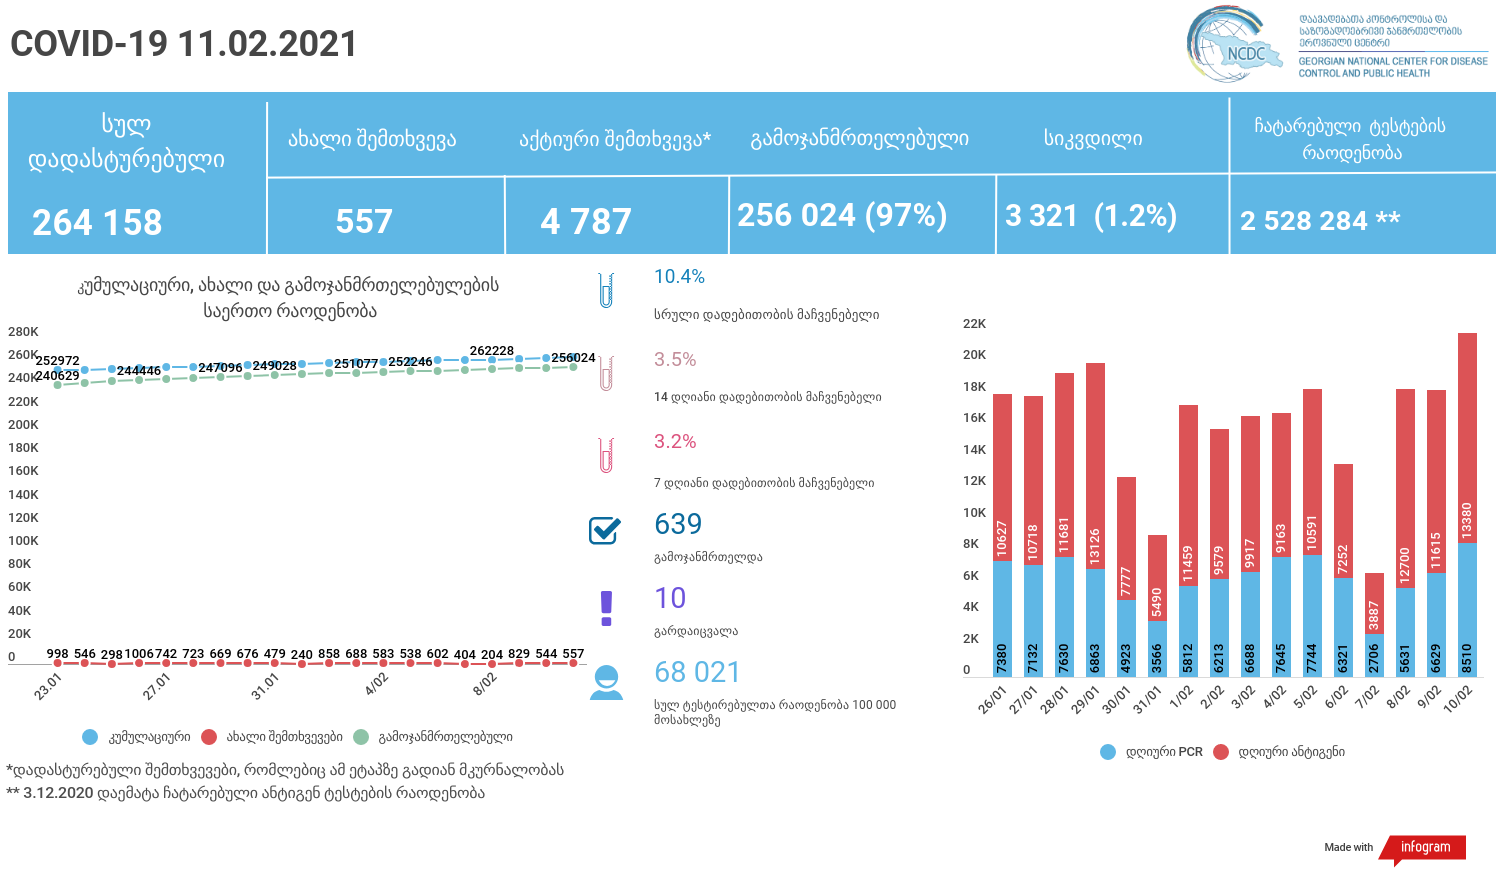 COVID-19 11.02.2021
დაავადებათა კონტროლისა და
საზოგადოებრივი ჯანმრთელობის
ეროვნული ცენტრი
NCDC
GEORGIAN NATIONAL CENTER FOR DISEASE
CONTROL AND PUBLIC HEALTH
სულ
დადასტურებული
ახალი შემთხვევა
აქტიური შემთხვევა*
გამოჯანმრთელებული
სიკვდილი
ჩატარებული ტესტების
რაოდენობა
264 158
557
4 787
256 024 (97%)
3 321 (1.2%)
2 528 284 **
კუმულაციური, ახალი და გამოჯანმრთელებულების
საერთო რაოდენობა
280K
260K
240K
220K
200K
180K
160K
140K
120K
100K
80K
60K
40K
20K
0
252972
262228
240629
244446
247096
249028
251077
252246
256024
998 546 298 1006 742 723 669 676 479 240 858 688 583 538 602 404 204 829 544 557
23.01 27.01 31.01 4/02 8/02
კუმულაციური ახალი შემთხვევები გამოჯანმრთელებული
*დადასტურებული შემთხვევები, რომლებიც ამ ეტაპზე გადიან მკურნალობას
** 3.12.2020 დაემატა ჩატარებული ანტიგენ ტესტების რაოდენობა
10.4%
სრული დადებითობის მაჩვენებელი
3.5%
14 დღიანი დადებითობის მაჩვენებელი
3.2%
7 დღიანი დადებითობის მაჩვენებელი
639
გამოჯანმრთელდა
10
გარდაიცვალა
68 021
სულ ტესტირებულთა რაოდენობა 100 000
მოსახლეზე
22K
20K
18K
16K
14K
12K
10K
8K
6K
4K
2K
0
10627 10718 11681 13126 7777 5490 11459 9579 9917 9163 10591 7252 3887 12700 11615 13380
7380 7132 7630 6863 4923 3566 5812 6213 6688 7645 7744 6321 2706 5631 6629 8510
26/01 27/01 28/01 29/01 30/01 31/01 1/02 2/02 3/02 4/02 5/02 6/02 7/02 8/02 9/02 10/02
დღიური PCR დღიური ანტიგენი
Made with infogram